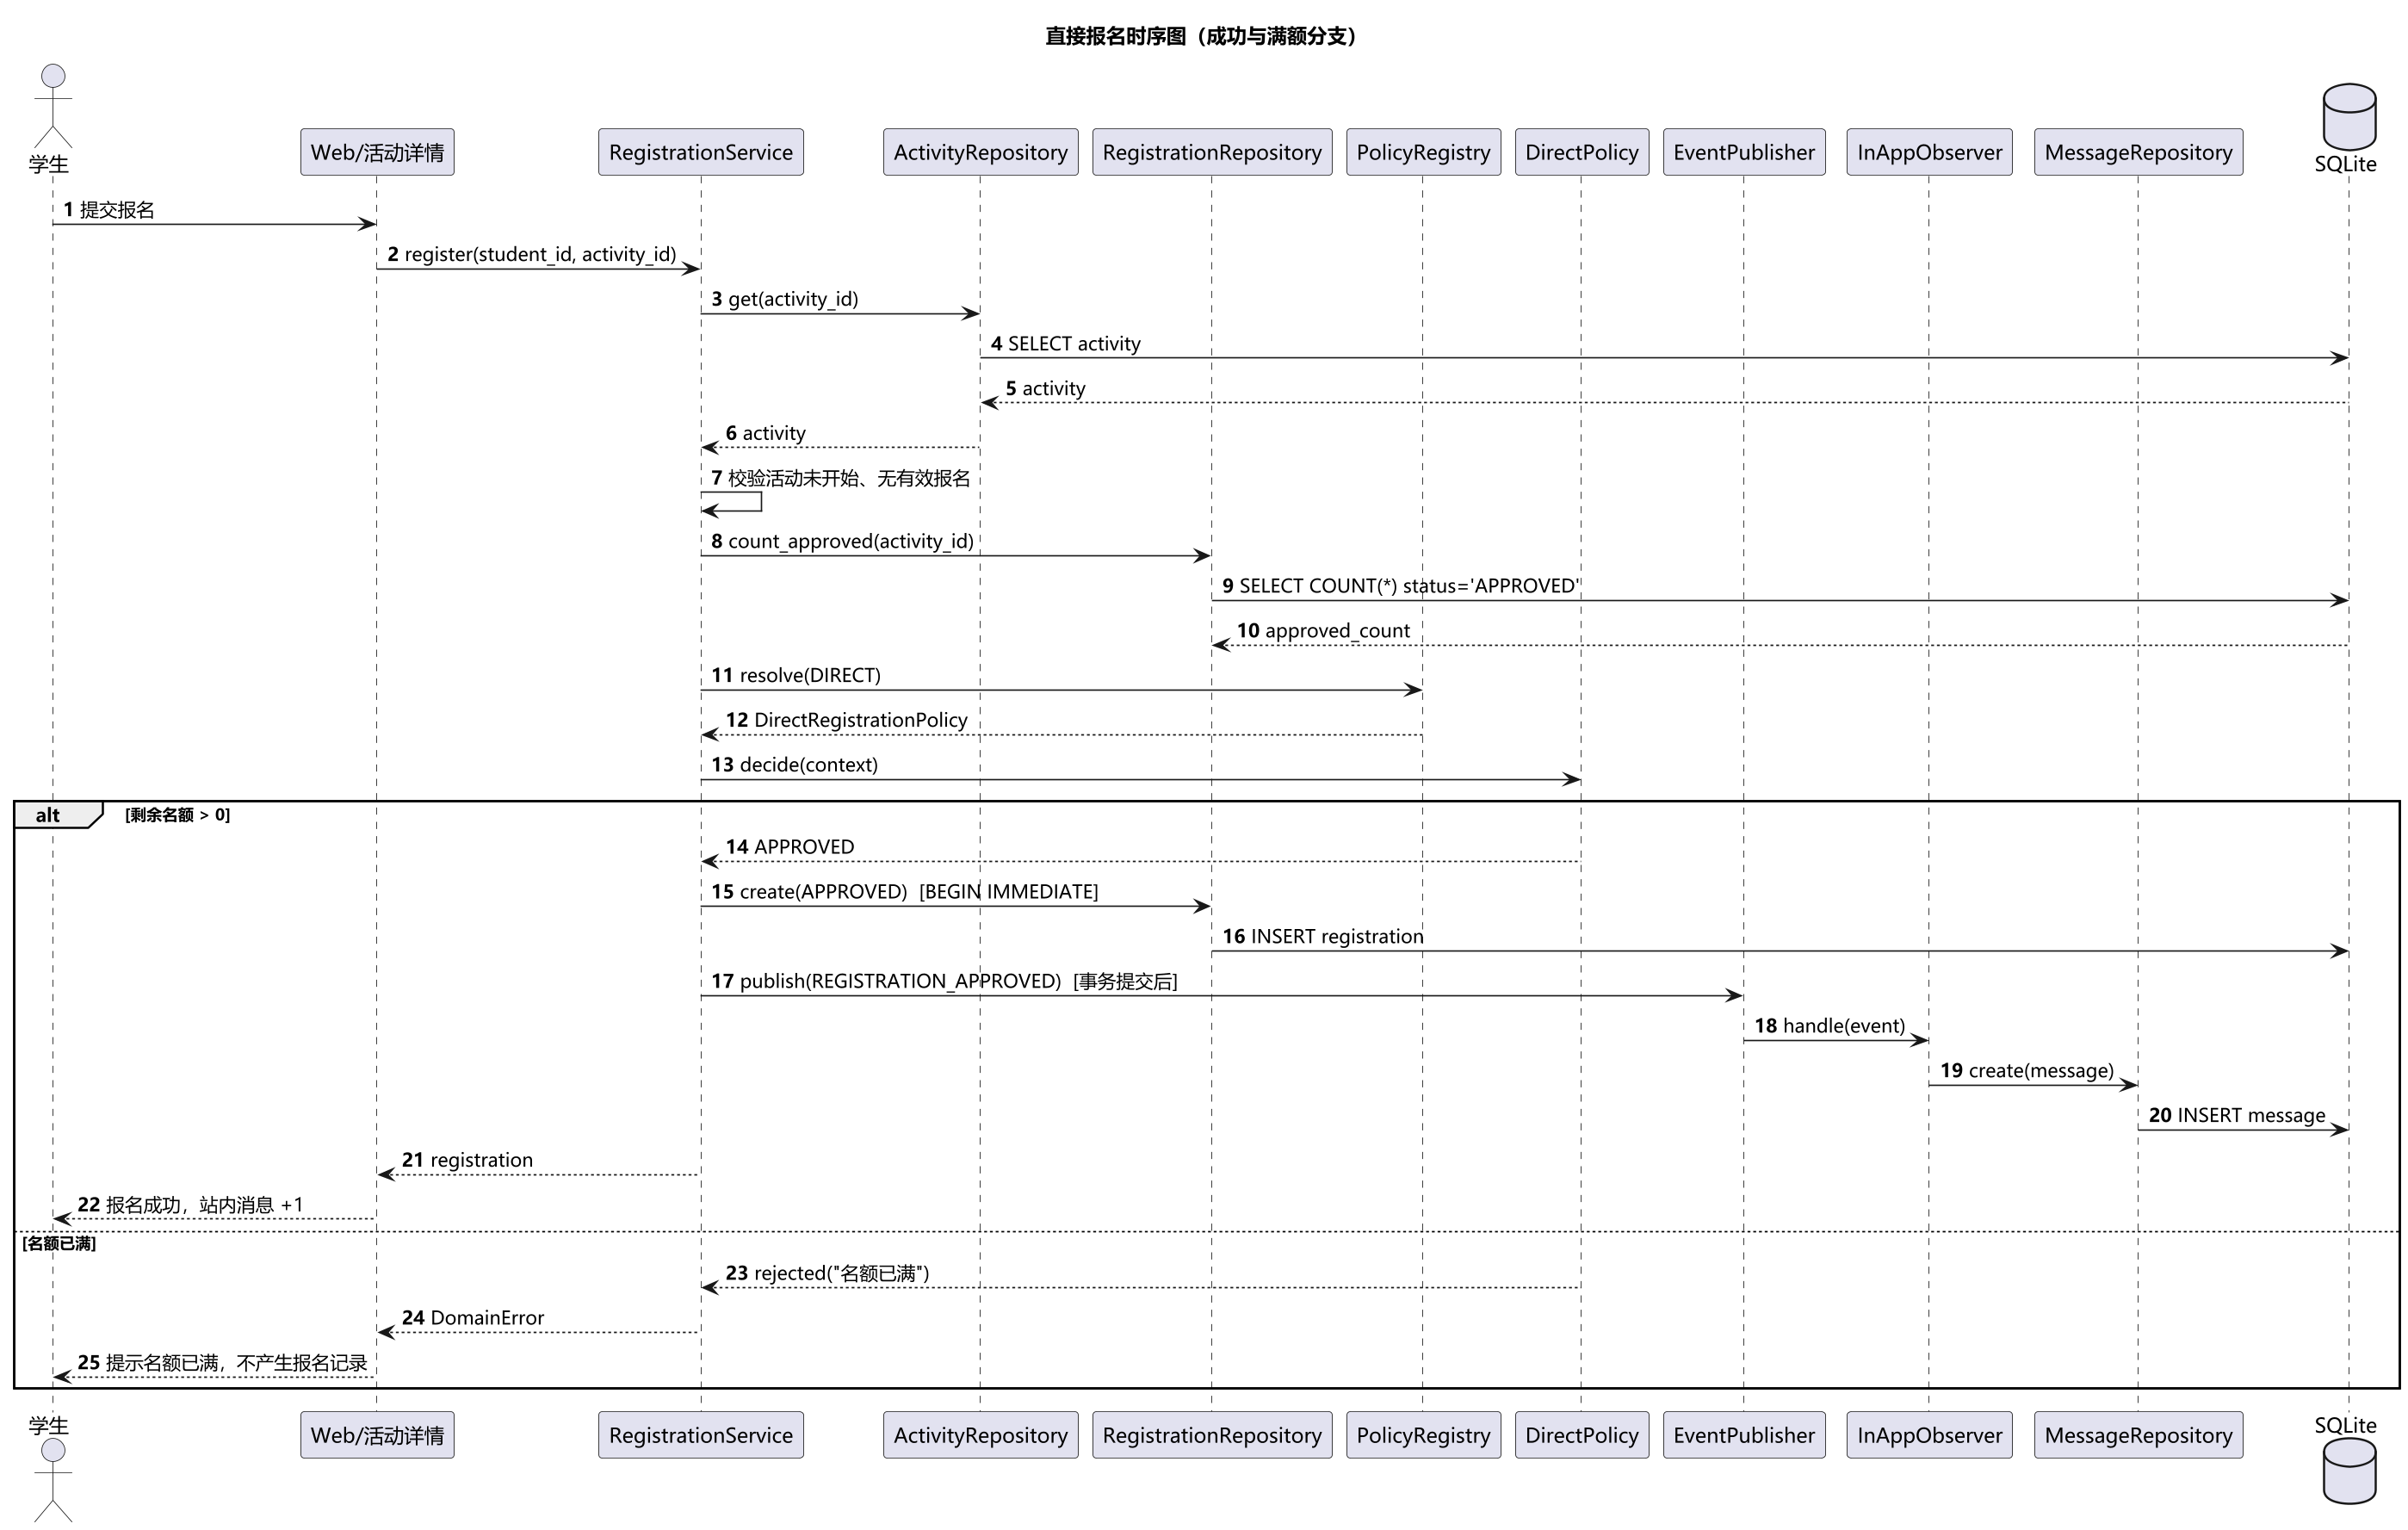 直接报名时序图（成功与满额分支）
学生
Web/活动详情
RegistrationService
ActivityRepository
RegistrationRepository
PolicyRegistry
DirectPolicy
EventPublisher
InAppObserver
MessageRepository
SQLite
1 提交报名
2 register(student_id, activity_id)
3 get(activity_id)
4 SELECT activity
5 activity
6 activity
7 校验活动未开始、无有效报名
8 count_approved(activity_id)
9 SELECT COUNT(*) status='APPROVED'
10 approved_count
11 resolve(DIRECT)
12 DirectRegistrationPolicy
13 decide(context)
alt [剩余名额 > 0]
14 APPROVED
15 create(APPROVED) [BEGIN IMMEDIATE]
16 INSERT registration
17 publish(REGISTRATION_APPROVED) [事务提交后]
18 handle(event)
19 create(message)
20 INSERT message
21 registration
22 报名成功，站内消息 +1
[名额已满]
23 rejected("名额已满")
24 DomainError
25 提示名额已满，不产生报名记录
学生
Web/活动详情
RegistrationService
ActivityRepository
RegistrationRepository
PolicyRegistry
DirectPolicy
EventPublisher
InAppObserver
MessageRepository
SQLite